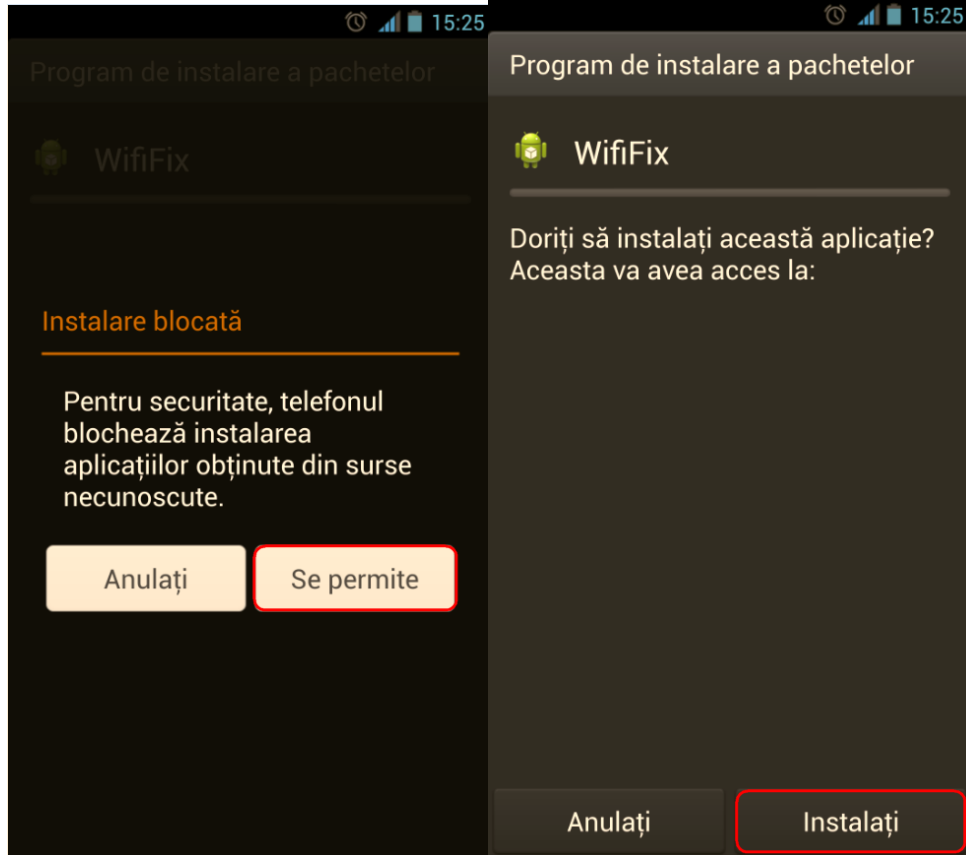 15:25
Program de instalare a pachetelor
WifiFix
Instalare blocată
Pentru securitate, telefonul
blochează instalarea
aplicațiilor obținute din surse
necunoscute.
Anulați
Se permite
15:25
Program de instalare a pachetelor
WifiFix
Doriți să instalați această aplicație?
Aceasta va avea acces la:
Anulați
Instalați